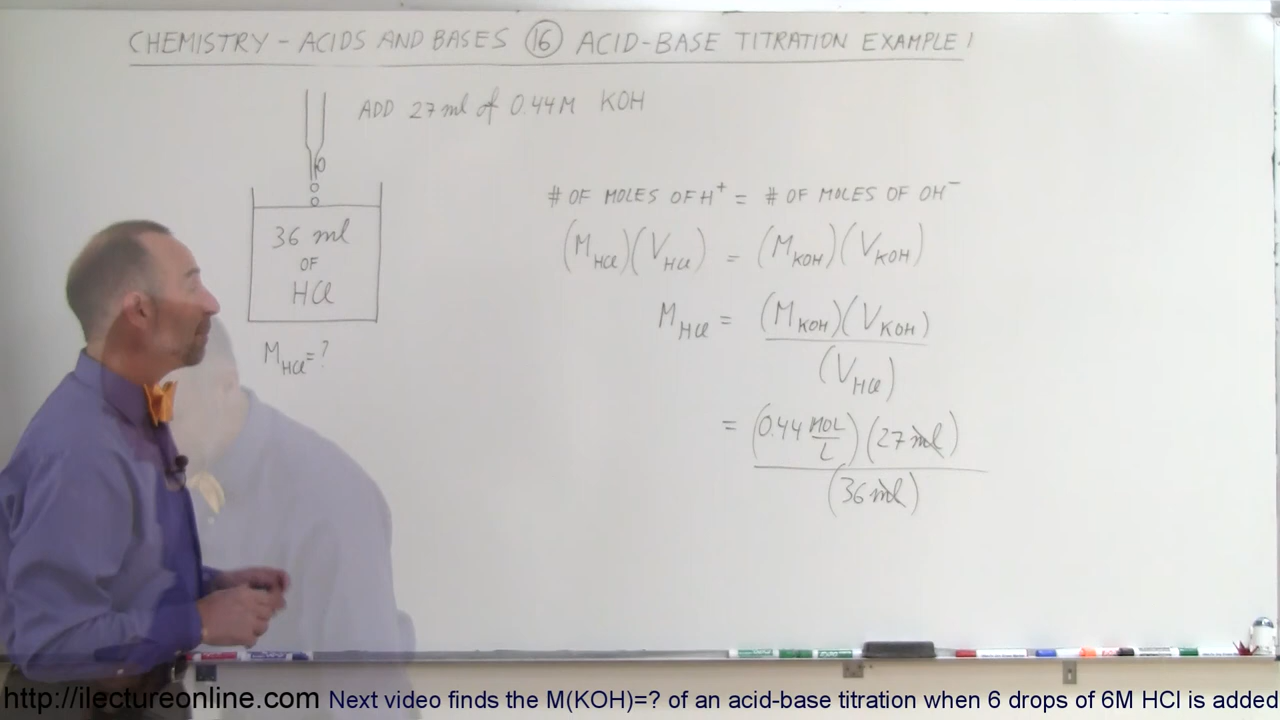 CHEMISTRY - ACIDS AND BASES (16) ACID-BASE TITRATION EXAMPLE 1
ADD 27 ml of 0.44M KOH
36 ml
OF
HCl
M_HCl = ?
# OF MOLES OF H⁺ = # OF MOLES OF OH⁻
(M_HCl)(V_HCl) = (M_KOH)(V_KOH)
M_HCl = (M_KOH)(V_KOH)
(V_HCl)
= (0.44 MOL/L)(27 ml)
(36 ml)
http://ilectureonline.com Next video finds the M(KOH)=? of an acid-base titration when 6 drops of 6M HCl is added